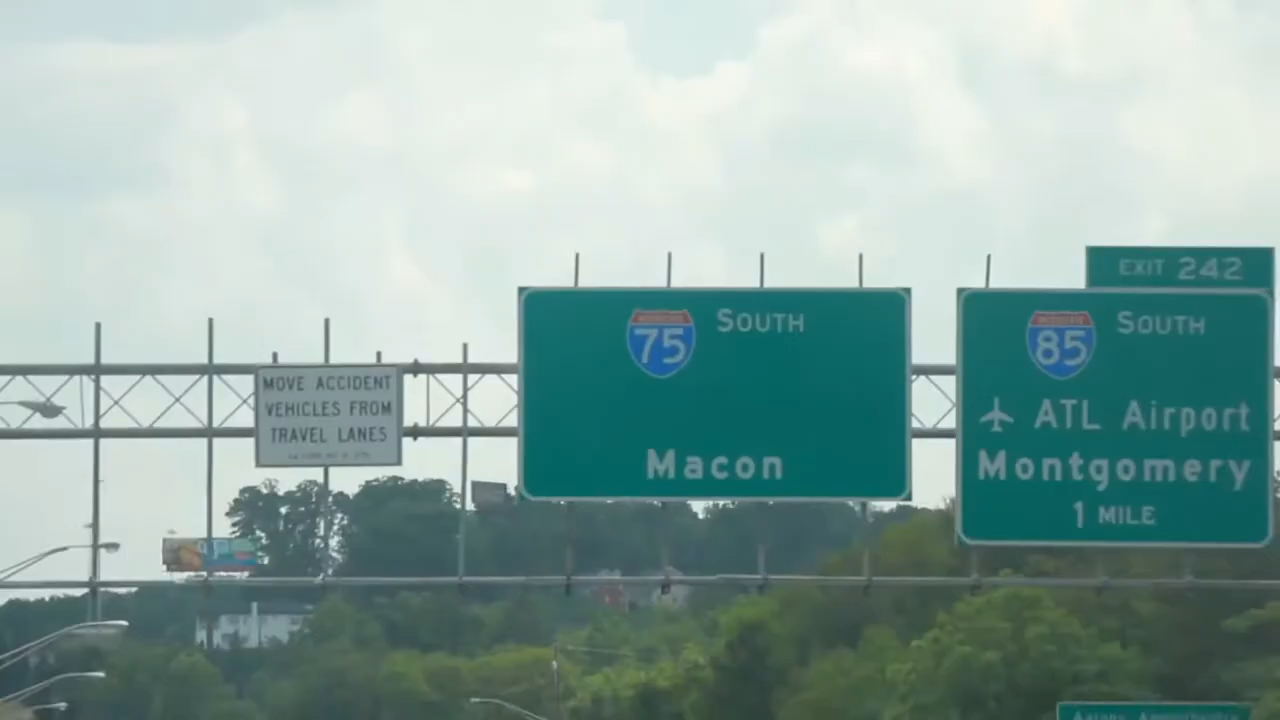 MOVE ACCIDENT
VEHICLES FROM
TRAVEL LANES
75 SOUTH
Macon
EXIT 242
85 SOUTH
ATL Airport
Montgomery
1 MILE